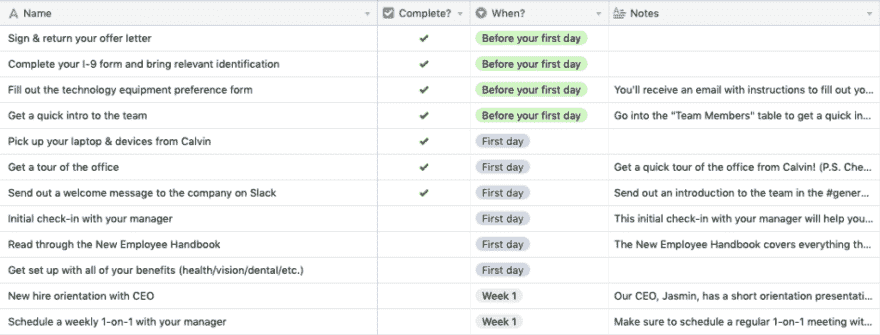 Name Complete? When? Notes
Sign & return your offer letter Before your first day
Complete your I-9 form and bring relevant identification Before your first day
Fill out the technology equipment preference form Before your first day You'll receive an email with instructions to fill out yo...
Get a quick intro to the team Before your first day Go into the "Team Members" table to get a quick in...
Pick up your laptop & devices from Calvin First day
Get a tour of the office First day Get a quick tour of the office from Calvin! (P.S. Che...
Send out a welcome message to the company on Slack First day Send out an introduction to the team in the #gener...
Initial check-in with your manager First day This initial check-in with your manager will help you...
Read through the New Employee Handbook First day The New Employee Handbook covers everything th...
Get set up with all of your benefits (health/vision/dental/etc.) First day
New hire orientation with CEO Week 1 Our CEO, Jasmin, has a short orientation presentati...
Schedule a weekly 1-on-1 with your manager Week 1 Make sure to schedule a regular 1-on-1 meeting wit...